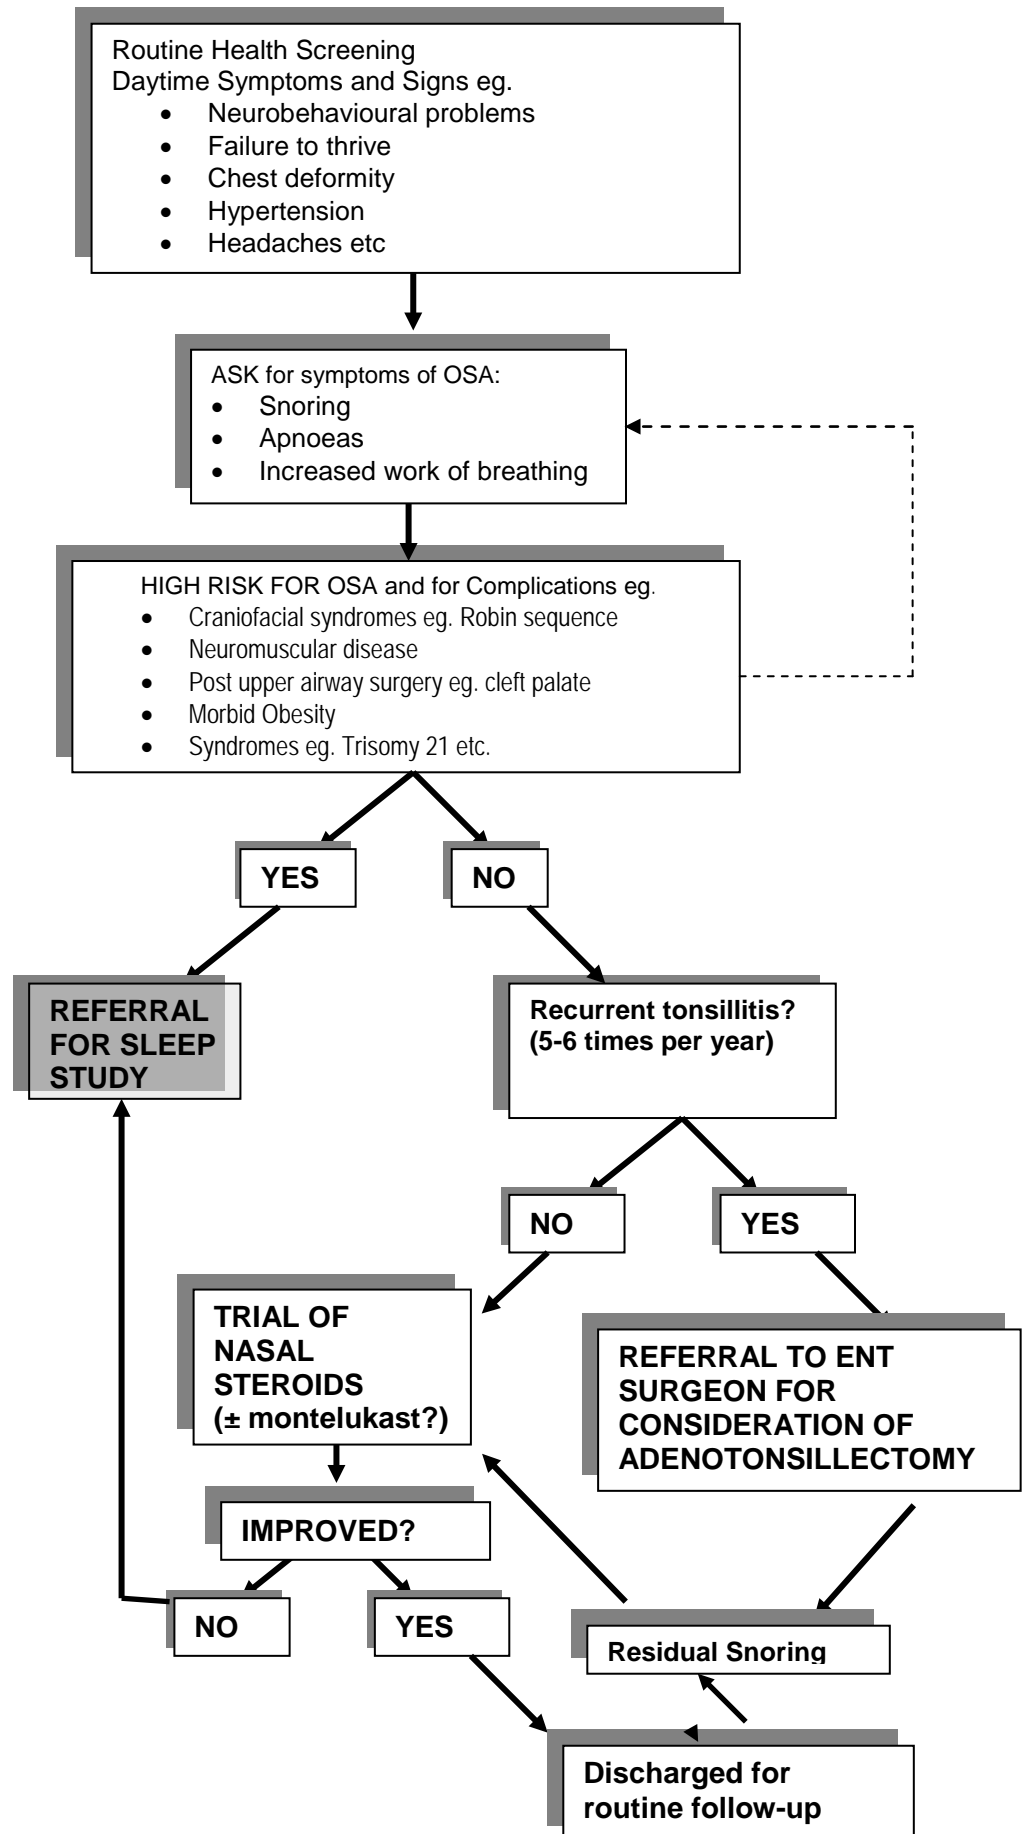 Routine Health Screening
Daytime Symptoms and Signs eg.
• Neurobehavioural problems
• Failure to thrive
• Chest deformity
• Hypertension
• Headaches etc
ASK for symptoms of OSA:
• Snoring
• Apnoeas
• Increased work of breathing
HIGH RISK FOR OSA and for Complications eg.
• Craniofacial syndromes eg. Robin sequence
• Neuromuscular disease
• Post upper airway surgery eg. cleft palate
• Morbid Obesity
• Syndromes eg. Trisomy 21 etc.
YES
NO
REFERRAL
FOR SLEEP
STUDY
Recurrent tonsillitis?
(5-6 times per year)
NO
YES
TRIAL OF
NASAL
STEROIDS
(± montelukast?)
REFERRAL TO ENT
SURGEON FOR
CONSIDERATION OF
ADENOTONSILLECTOMY
IMPROVED?
NO
YES
Residual Snoring
Discharged for
routine follow-up